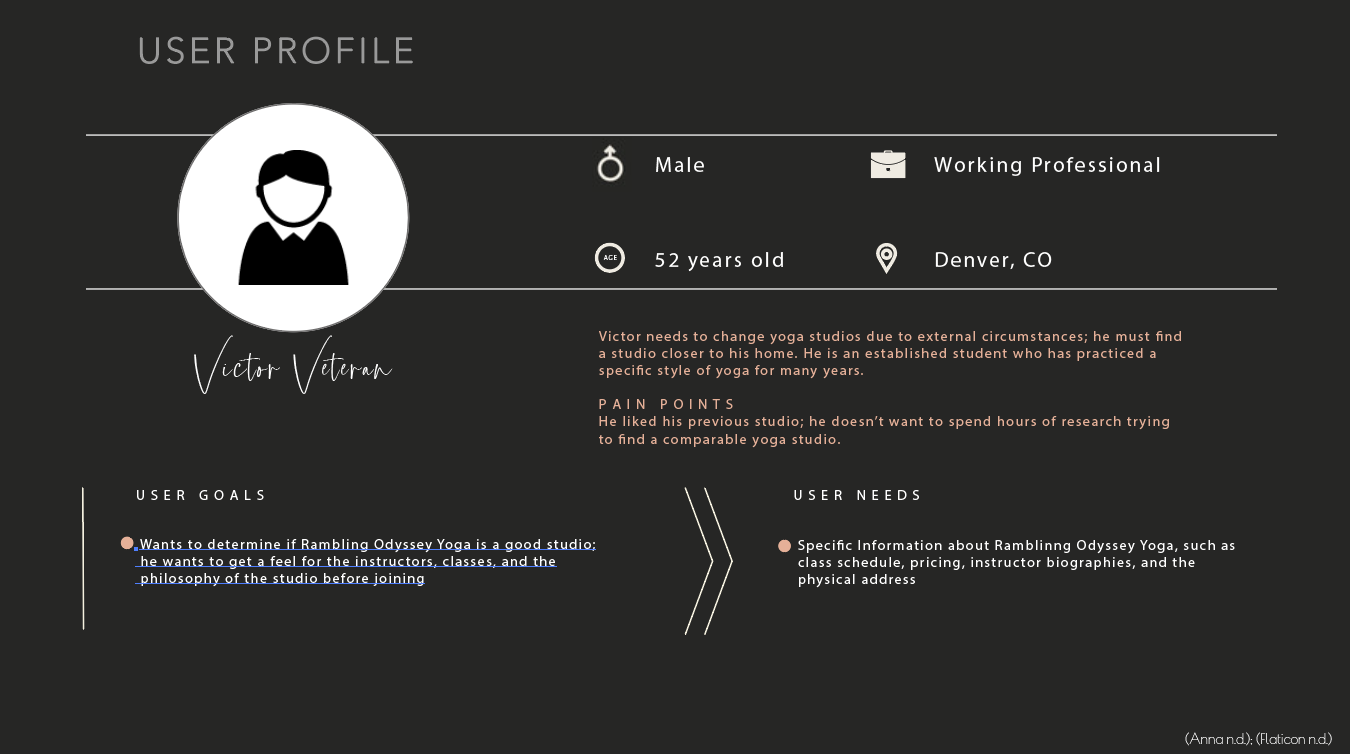 USER PROFILE
Male
Working Professional
AGE
52 years old
Denver, CO
Victor Veteran
Victor needs to change yoga studios due to external circumstances; he must find
a studio closer to his home. He is an established student who has practiced a
specific style of yoga for many years.
PAIN POINTS
He liked his previous studio; he doesn’t want to spend hours of research trying
to find a comparable yoga studio.
USER GOALS
Wants to determine if Rambling Odyssey Yoga is a good studio;
he wants to get a feel for the instructors, classes, and the
philosophy of the studio before joining
USER NEEDS
Specific Information about Ramblinng Odyssey Yoga, such as
class schedule, pricing, instructor biographies, and the
physical address
(Anna n.d.); (Flaticon n.d.)